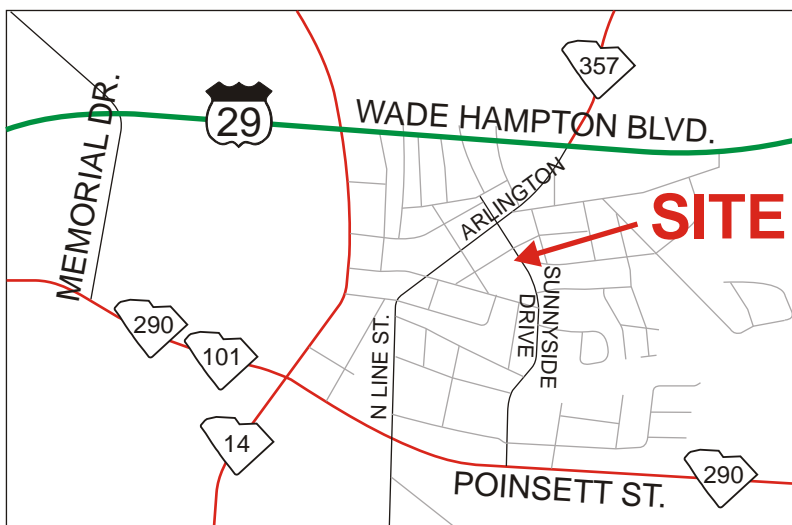 357
29
WADE HAMPTON BLVD.
MEMORIAL DR.
ARLINGTON
SITE
SUNNYSIDE
DRIVE
290
101
N LINE ST.
14
290
POINSETT ST.